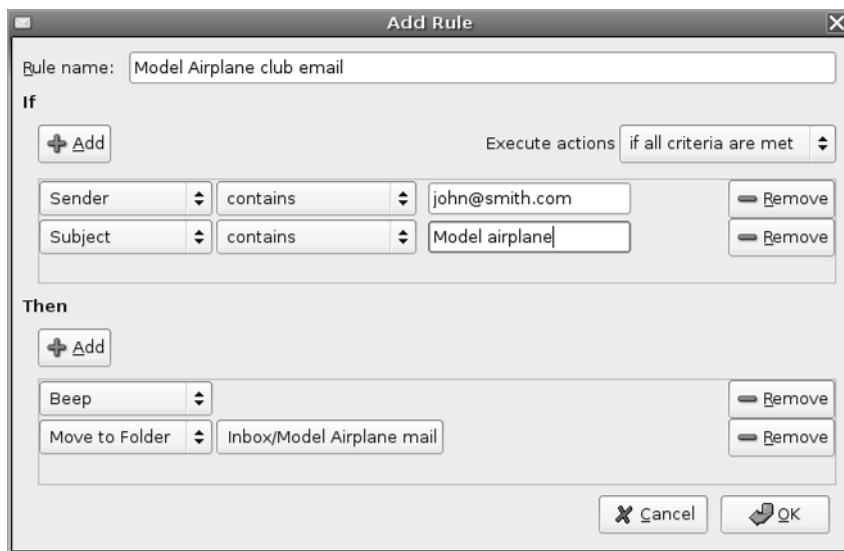 Add Rule
Rule name: Model Airplane club email
If
Add Execute actions if all criteria are met
Sender contains john@smith.com Remove
Subject contains Model airplane Remove
Then
Add
Beep Remove
Move to Folder Inbox/Model Airplane mail Remove
Cancel OK